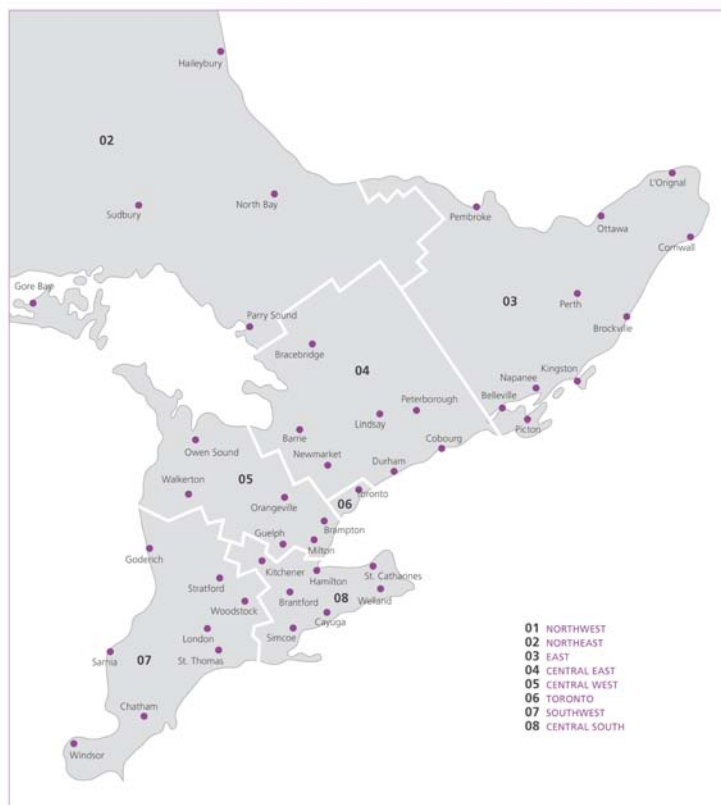 Haileybury
02
L'Orignal
North Bay
Sudbury
Pembroke
Ottawa
Cornwall
Gore Bay
03
Perth
Parry Sound
Brockville
Bracebridge
04
Kingston
Napanee
Belleville
Peterborough
Lindsay
Picton
Barrie
Cobourg
Owen Sound
Newmarket
Durham
Walkerton
05
Toronto
Orangeville
06
Brampton
Guelph
Milton
Goderich
Kitchener
Hamilton
St. Catharines
Stratford
Brantford
08
Welland
Woodstock
Cayuga
London
Simcoe
Sarnia
07
St. Thomas
Chatham
Windsor
01 NORTHWEST
02 NORTHEAST
03 EAST
04 CENTRAL EAST
05 CENTRAL WEST
06 TORONTO
07 SOUTHWEST
08 CENTRAL SOUTH